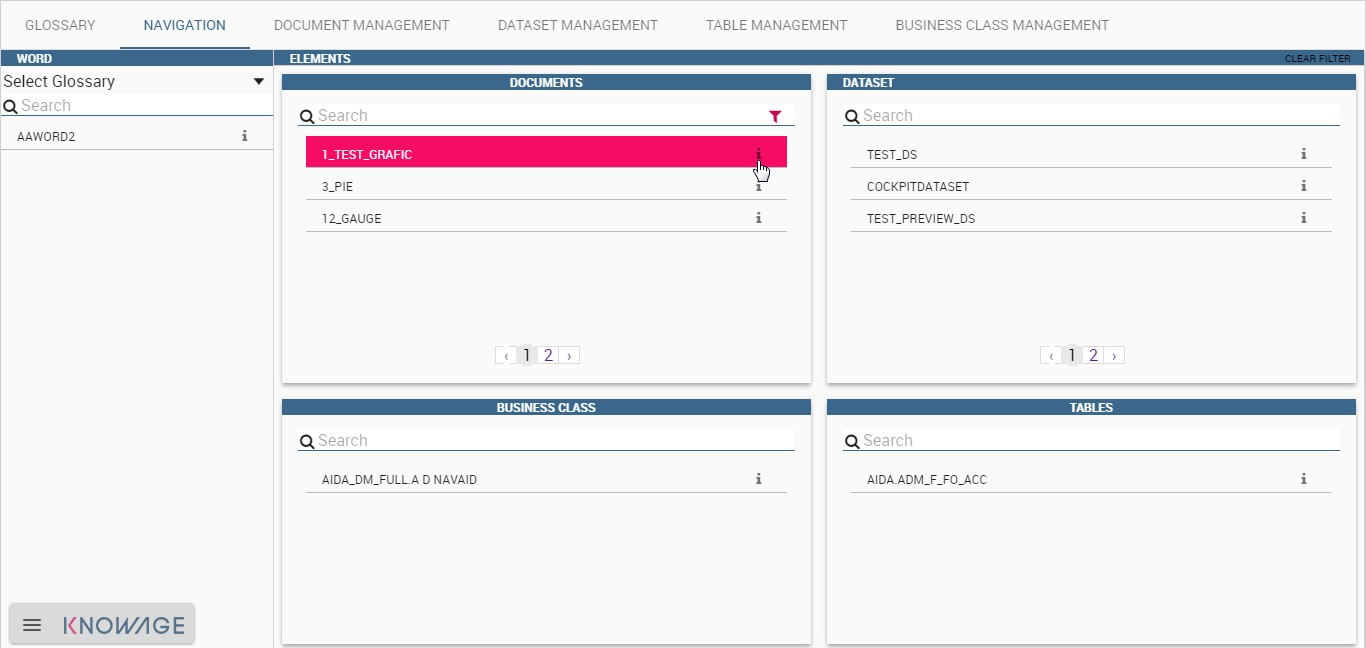 GLOSSARY NAVIGATION DOCUMENT MANAGEMENT DATASET MANAGEMENT TABLE MANAGEMENT BUSINESS CLASS MANAGEMENT
WORD
Select Glossary
Search
AAWORD2
ELEMENTS
CLEAR FILTER
DOCUMENTS
Search
1_TEST_GRAFIC
3_PIE
12_GAUGE
‹ 1 2 ›
DATASET
Search
TEST_DS
COCKPITDATASET
TEST_PREVIEW_DS
‹ 1 2 ›
BUSINESS CLASS
Search
AIDA_DM_FULL.A D NAVAID
TABLES
Search
AIDA.ADM_F_FO_ACC
KNOWAGE